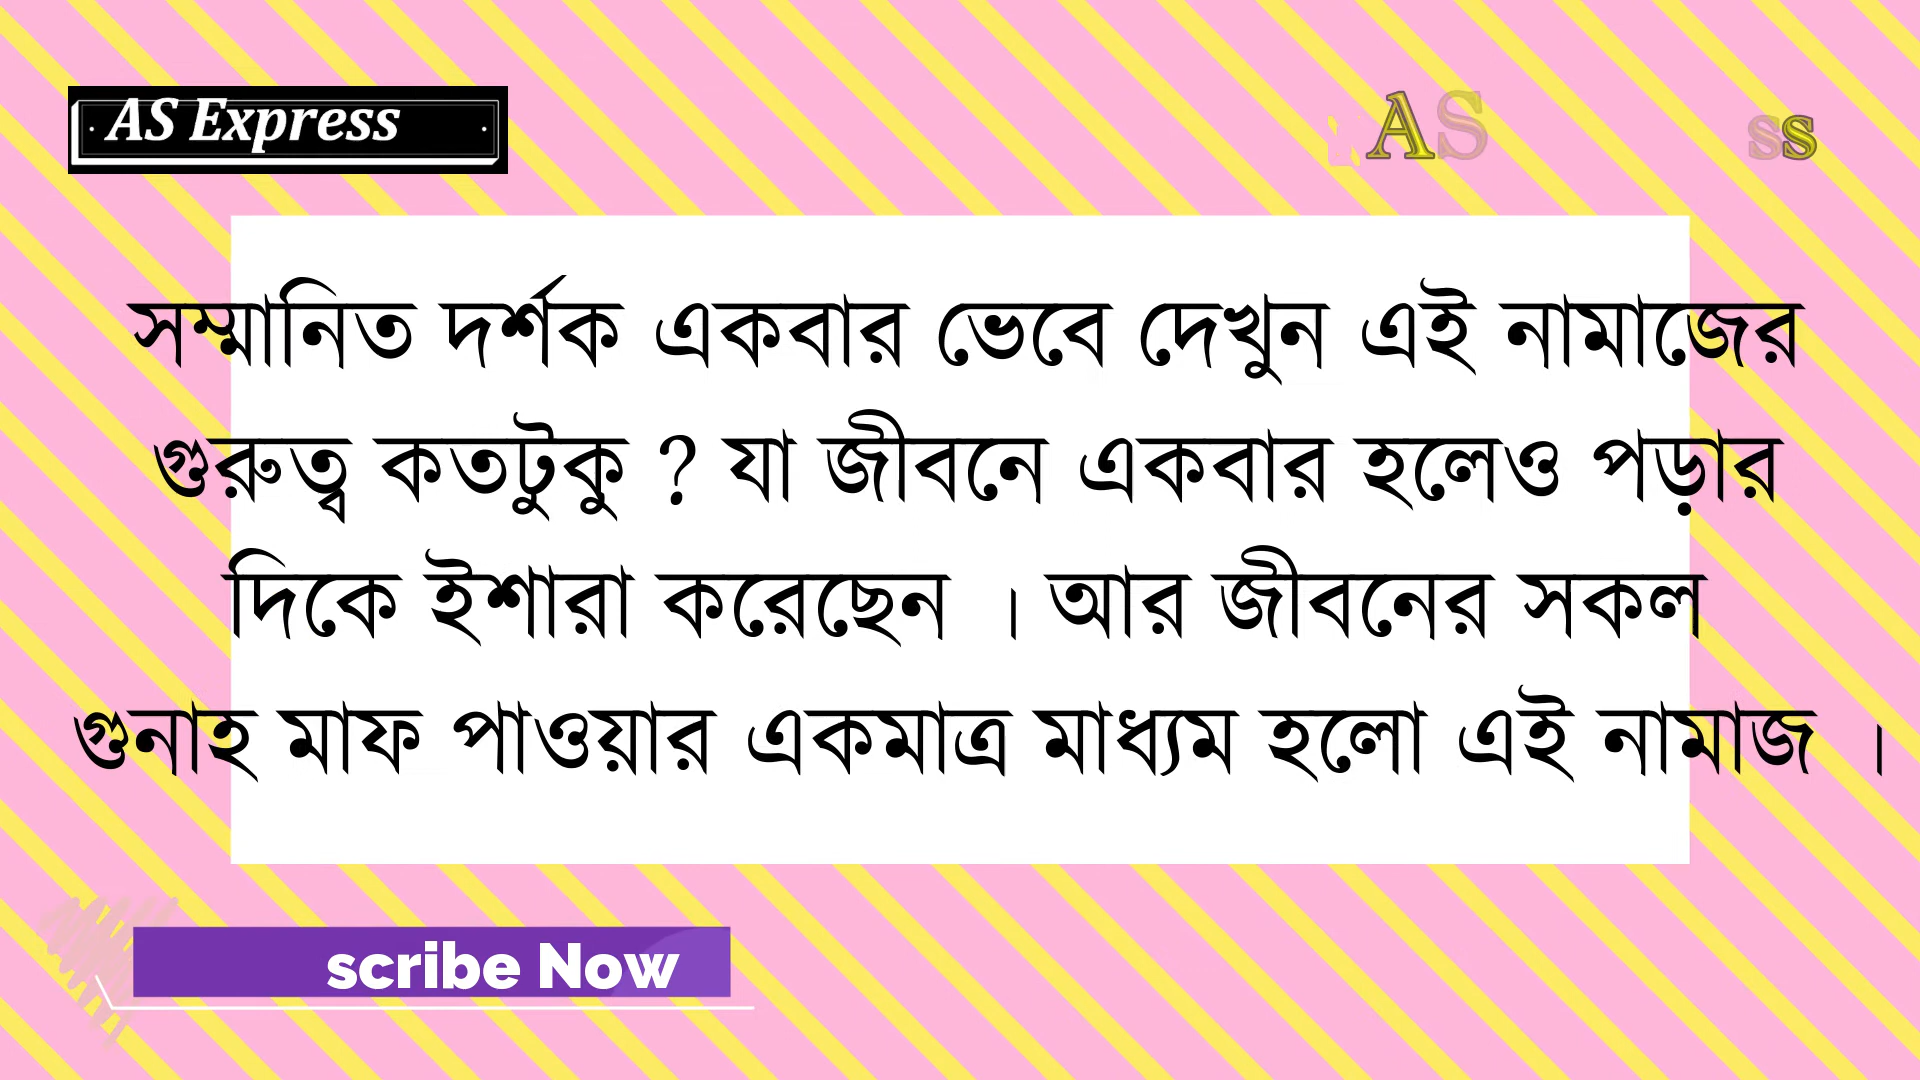 AS Express
AS ss
সম্মানিত দর্শক একবার ভেবে দেখুন এই নামাজের
গুরুত্ব কতটুকু ? যা জীবনে একবার হলেও পড়ার
দিকে ইশারা করেছেন । আর জীবনের সকল
গুনাহ মাফ পাওয়ার একমাত্র মাধ্যম হলো এই নামাজ ।
scribe Now